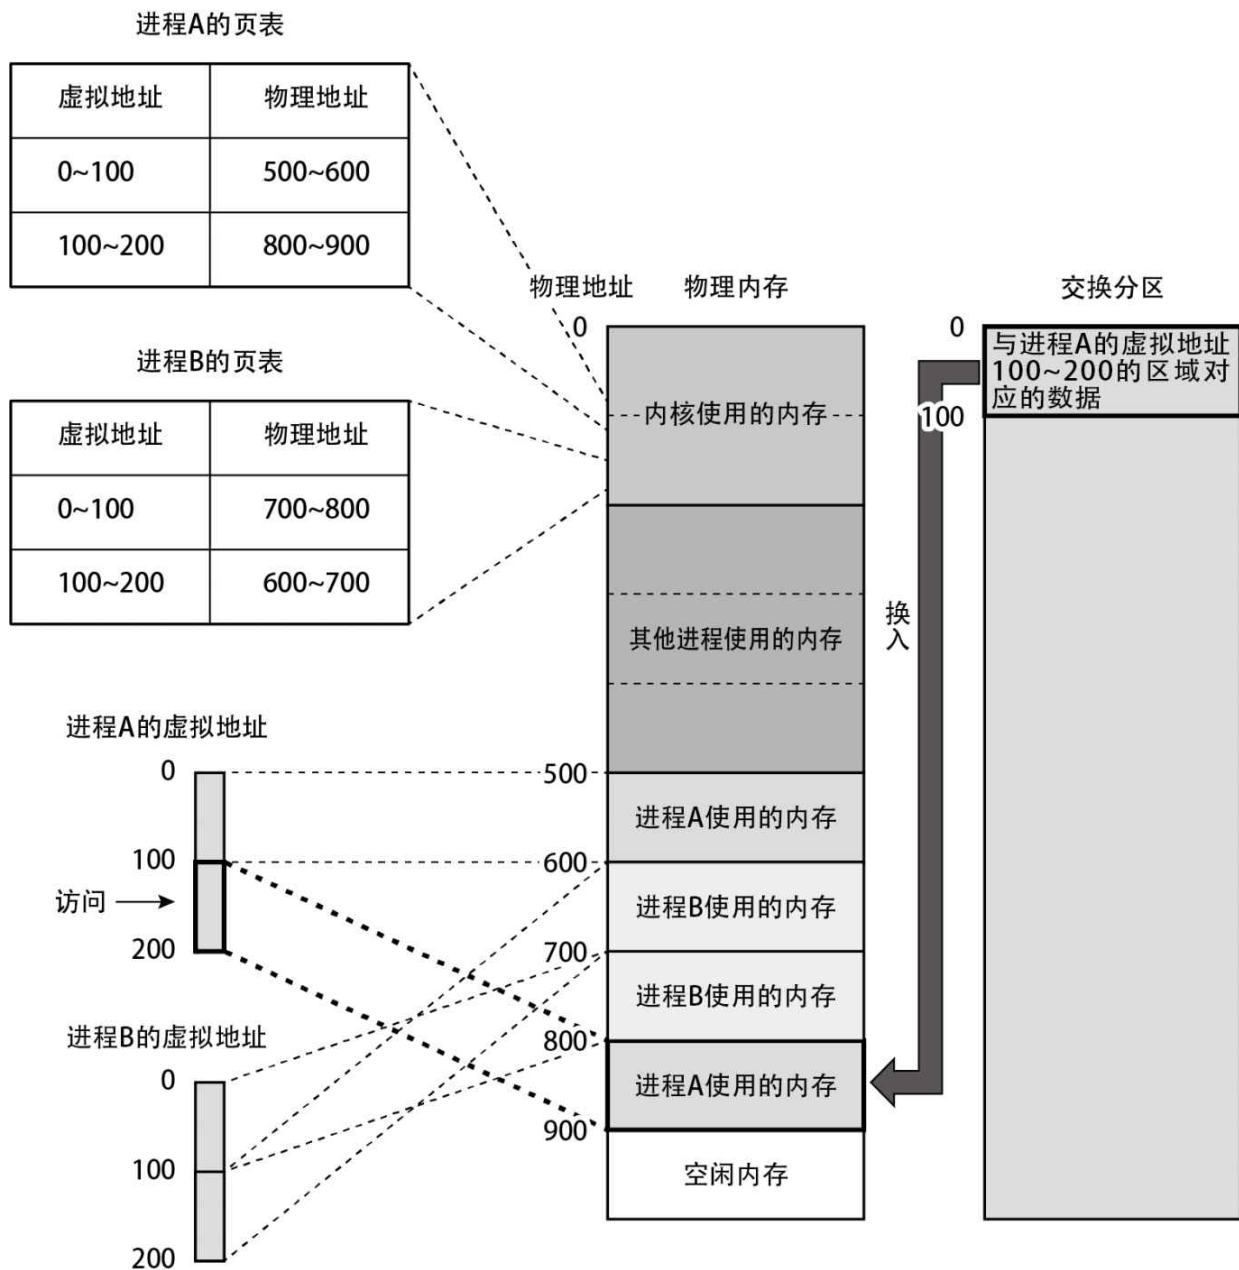 进程A的页表
虚拟地址 物理地址
0~100 500~600
100~200 800~900
进程B的页表
虚拟地址 物理地址
0~100 700~800
100~200 600~700
物理地址 物理内存 交换分区
0
内核使用的内存
其他进程使用的内存
500
进程A使用的内存
600
进程B使用的内存
700
进程B使用的内存
800
进程A使用的内存
900
空闲内存
0
与进程A的虚拟地址
100~200的区域对
应的数据
100
换入
进程A的虚拟地址
0
100
访问
200
进程B的虚拟地址
0
100
200